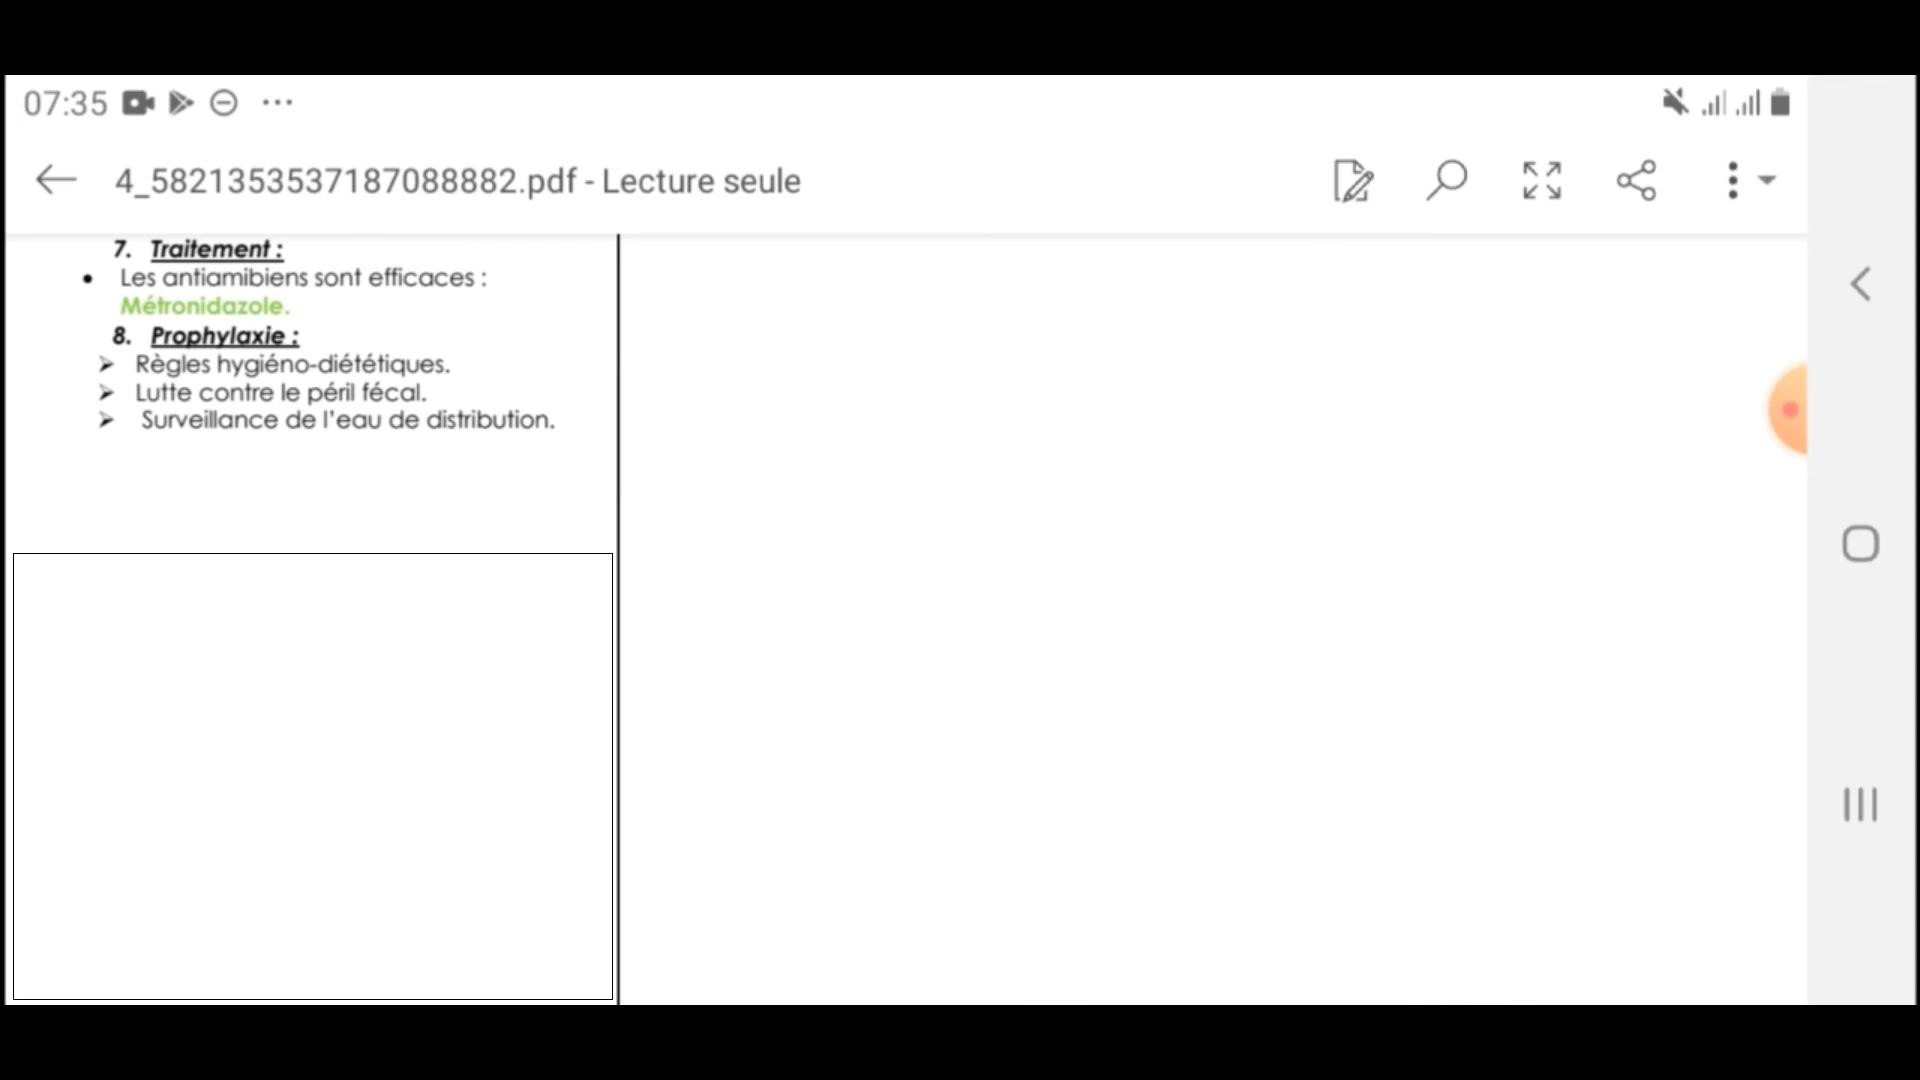 07:35
4_5821353537187088882.pdf - Lecture seule
7. Traitement :
• Les antiamibiens sont efficaces :
Métronidazole.
8. Prophylaxie :
➢ Règles hygiéno-diététiques.
➢ Lutte contre le péril fécal.
➢ Surveillance de l'eau de distribution.